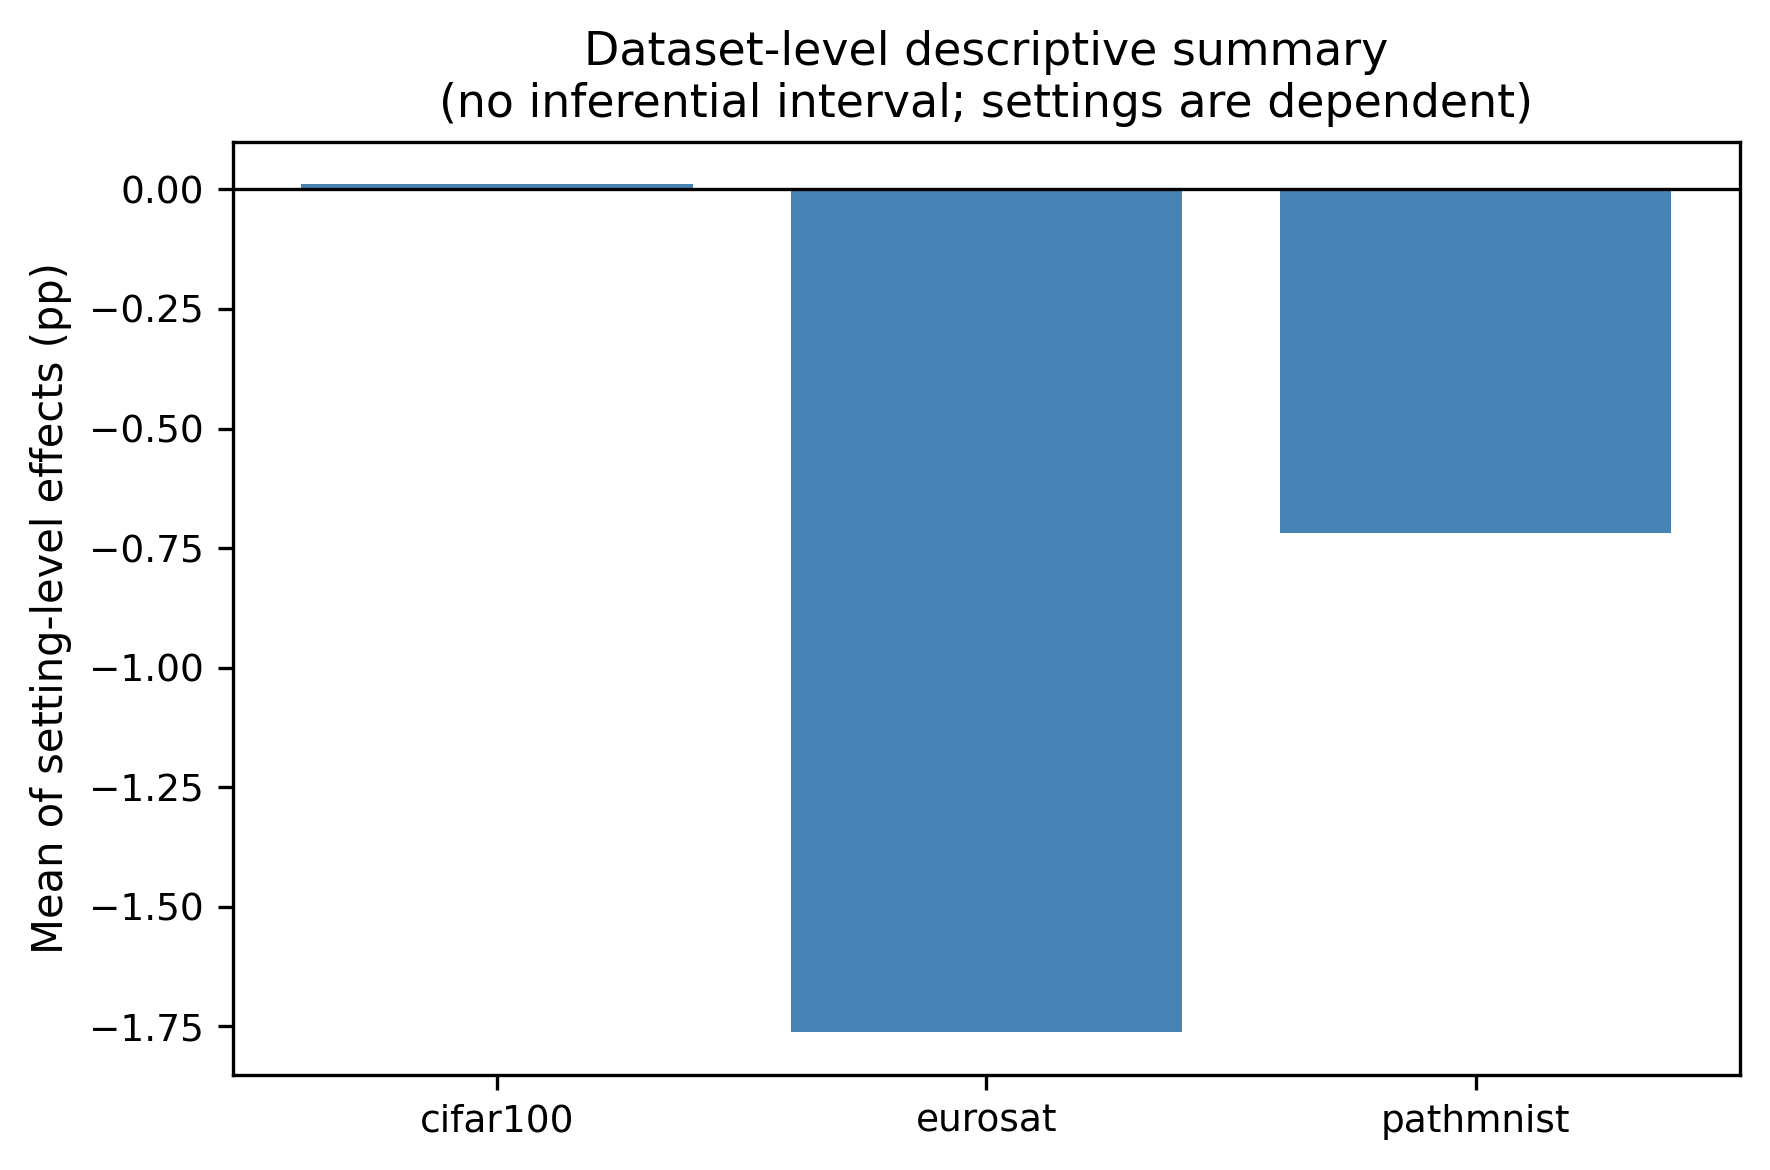 Dataset-level descriptive summary
(no inferential interval; settings are dependent)
Mean of setting-level effects (pp)
0.00
−0.25
−0.50
−0.75
−1.00
−1.25
−1.50
−1.75
cifar100
eurosat
pathmnist